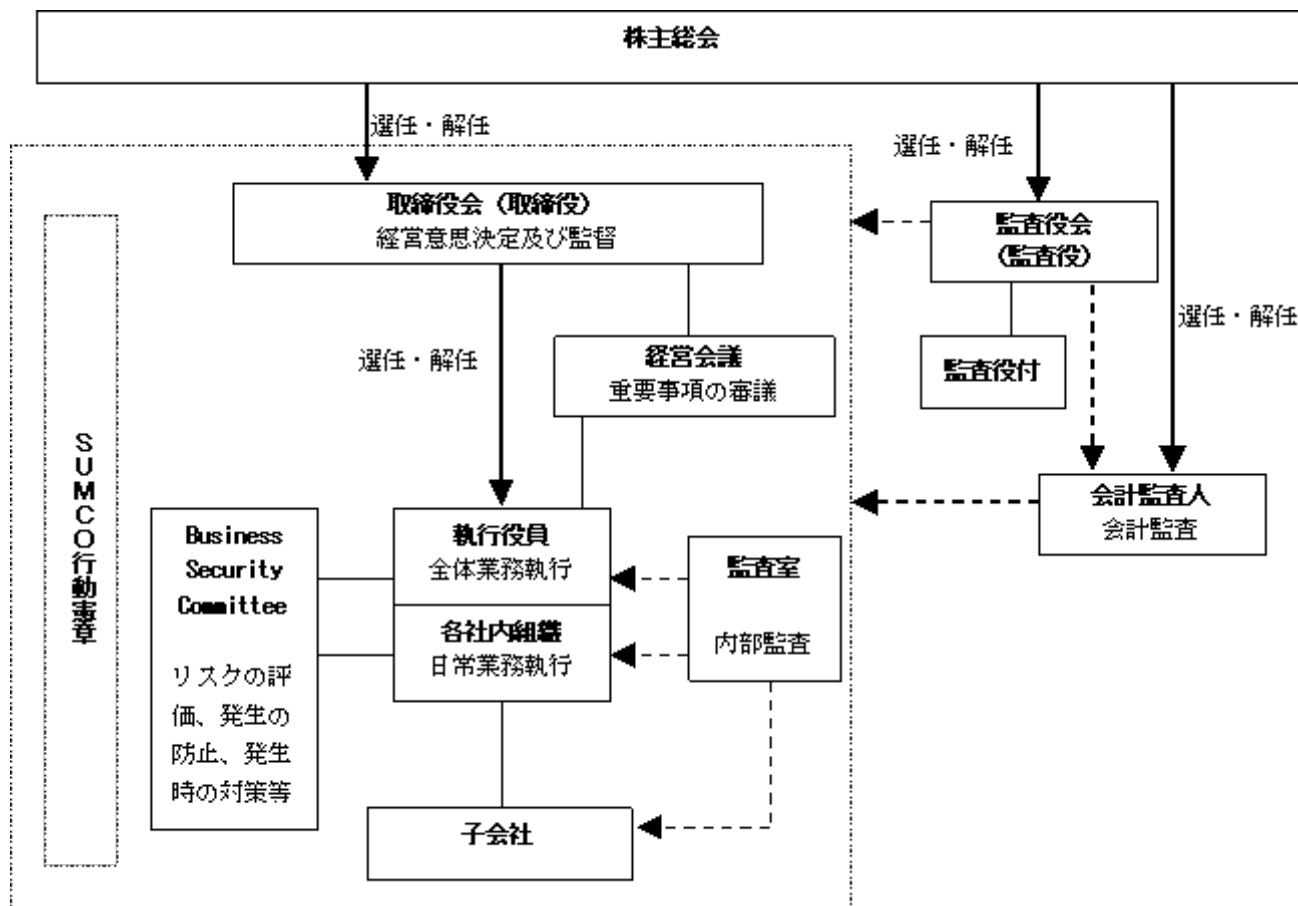 株主総会
選任・解任
選任・解任
取締役会（取締役）
経営意思決定及び監督
監査役会
（監査役）
選任・解任
選任・解任
経営会議
重要事項の審議
監査役付
SUMCO行動憲章
会計監査人
会計監査
Business
Security
Committee
リスクの評
価、発生の
防止、発生
時の対策等
執行役員
全体業務執行
各社内組織
日常業務執行
監査室
内部監査
子会社